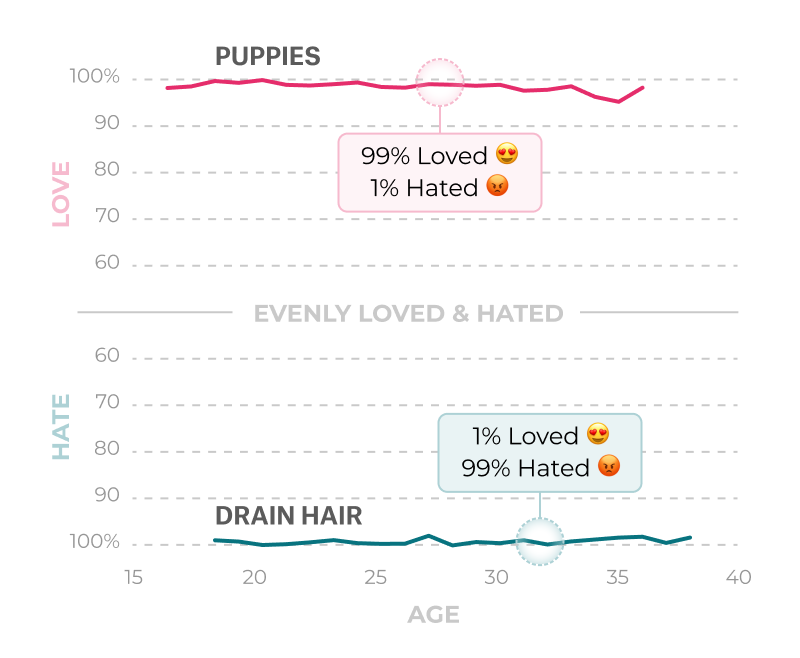 PUPPIES
100%
90
80
70
60
LOVE
99% Loved 😍
1% Hated 😡
EVENLY LOVED & HATED
60
70
80
90
100%
HATE
1% Loved 😍
99% Hated 😡
DRAIN HAIR
15 20 25 30 35 40
AGE